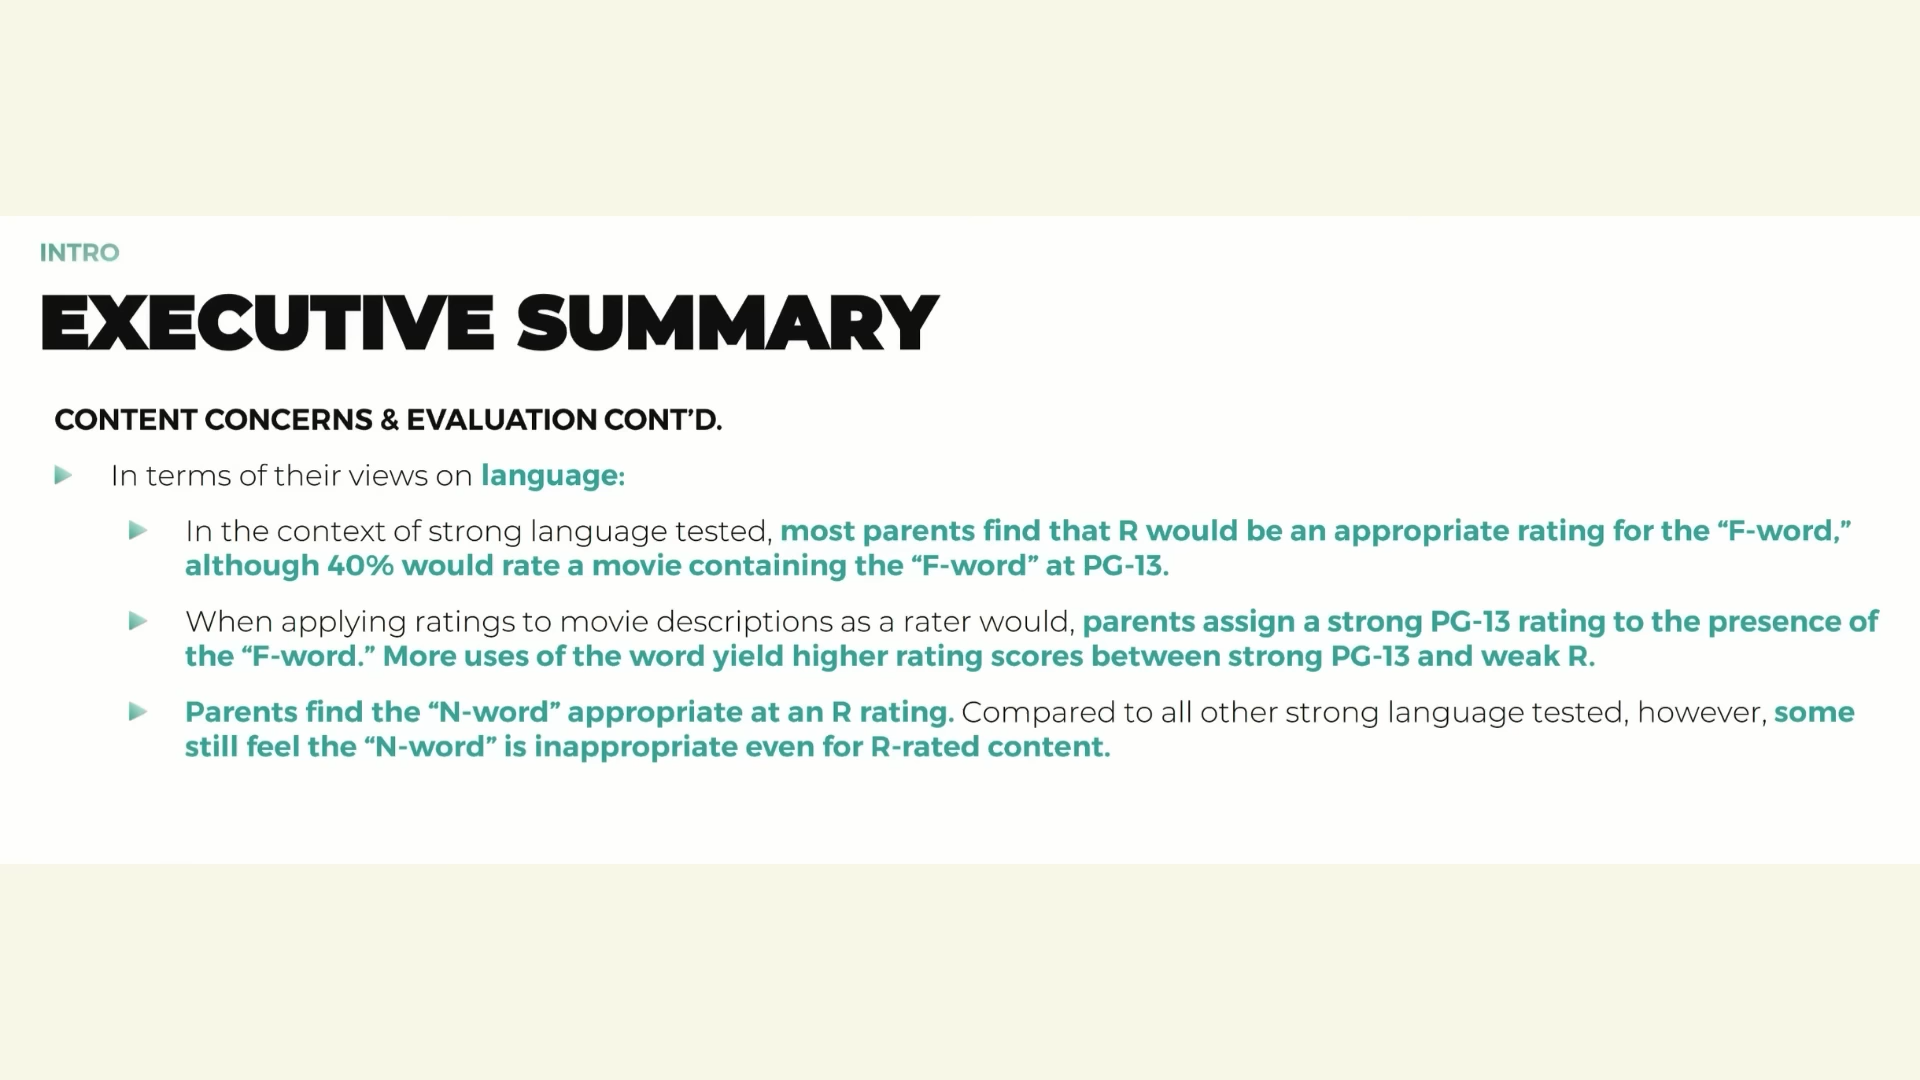 INTRO
EXECUTIVE SUMMARY
CONTENT CONCERNS & EVALUATION CONT’D.
In terms of their views on language:
In the context of strong language tested, most parents find that R would be an appropriate rating for the “F-word,”
although 40% would rate a movie containing the “F-word” at PG-13.
When applying ratings to movie descriptions as a rater would, parents assign a strong PG-13 rating to the presence of
the “F-word.” More uses of the word yield higher rating scores between strong PG-13 and weak R.
Parents find the “N-word” appropriate at an R rating. Compared to all other strong language tested, however, some
still feel the “N-word” is inappropriate even for R-rated content.